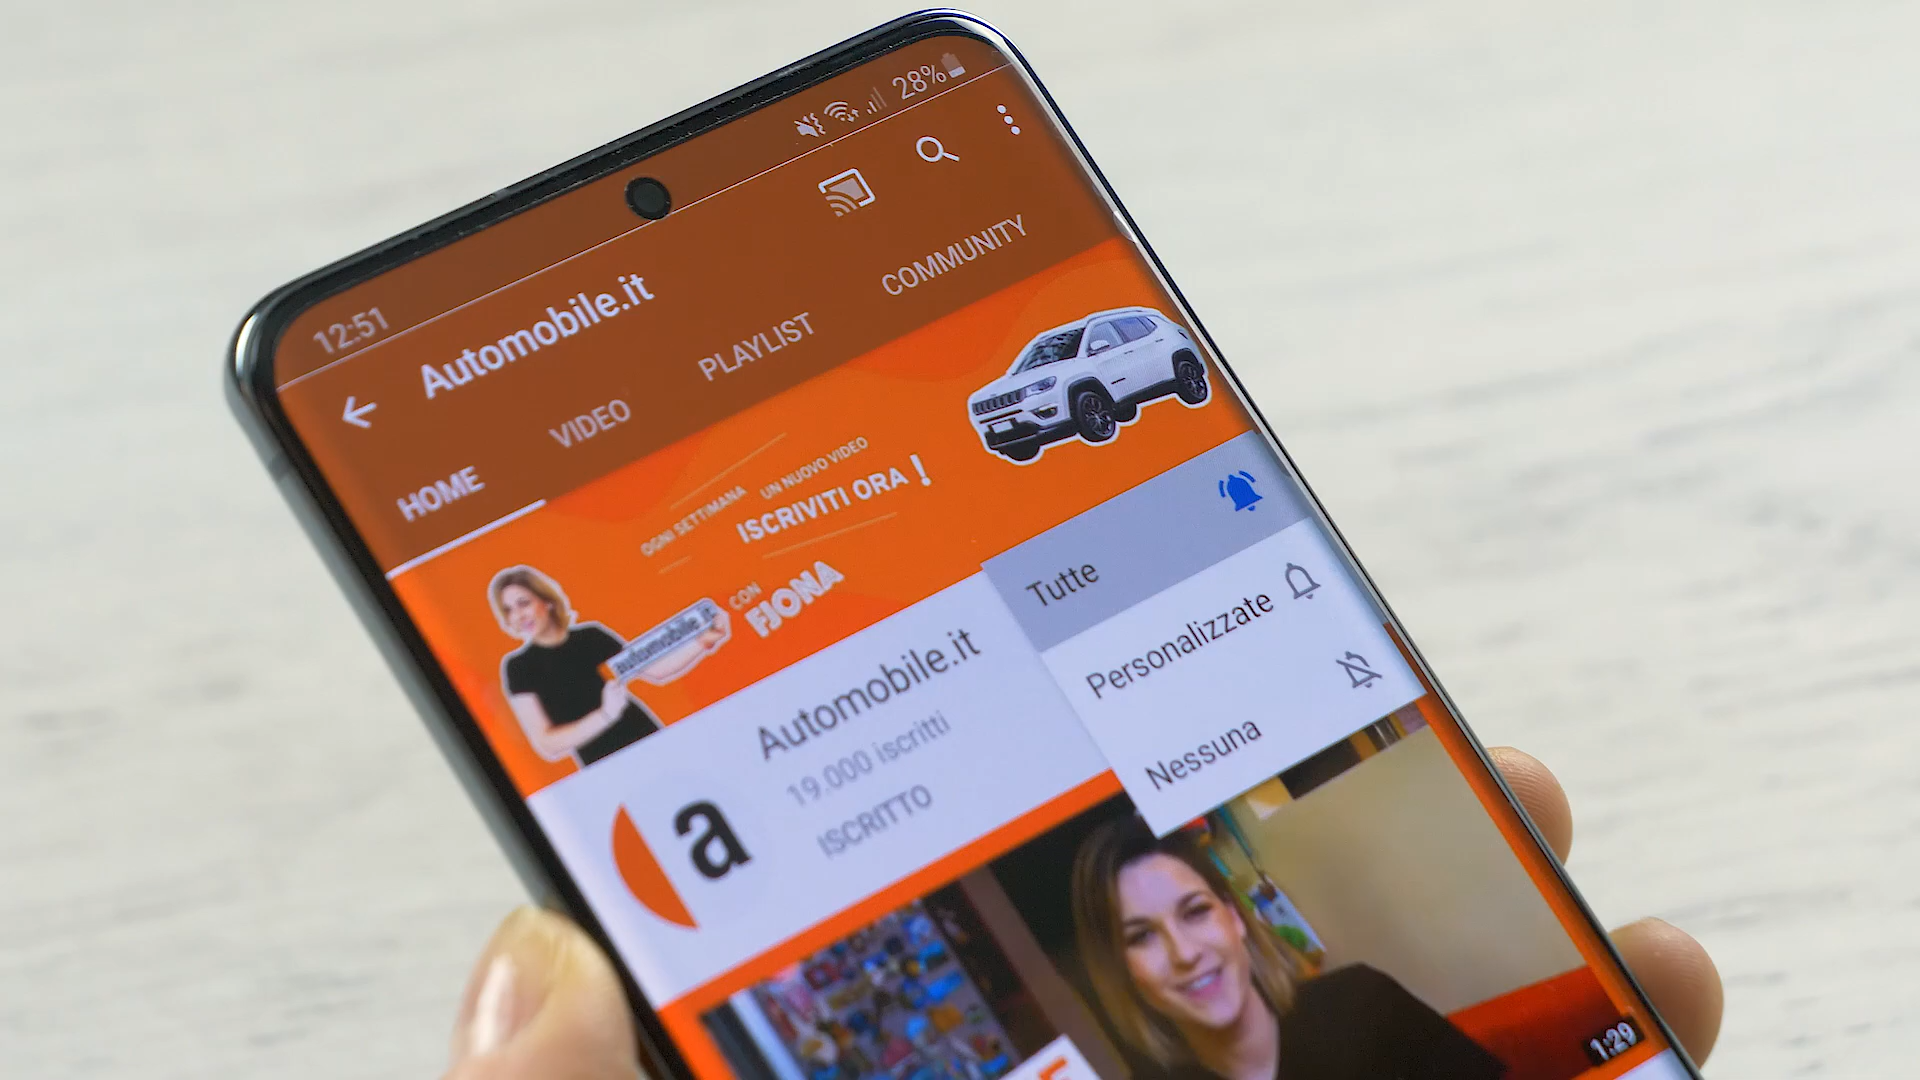 12:51
28%
Automobile.it
HOME
VIDEO
PLAYLIST
COMMUNITY
OGNI SETTIMANA
UN NUOVO VIDEO
ISCRIVITI ORA!
CON
FJONA
automobile.it
Automobile.it
19.000 iscritti
ISCRITTO
a
Tutte
Personalizzate
Nessuna
1:29